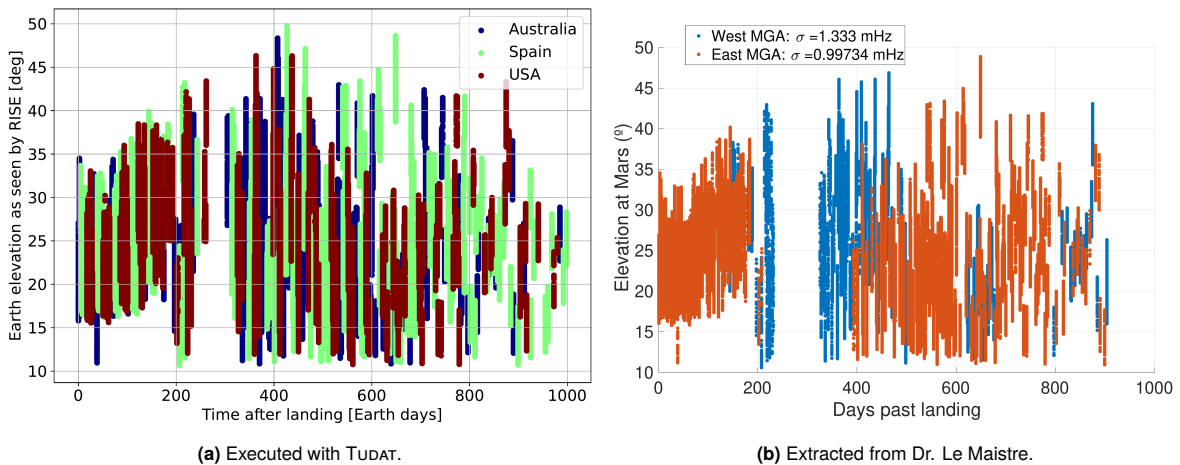 Earth elevation as seen by RISE [deg]
50
45
40
35
30
25
20
15
10
Australia
Spain
USA
0
200
400
600
800
1000
Time after landing [Earth days]
(a) Executed with TUDAT.
West MGA: σ =1.333 mHz
East MGA: σ =0.99734 mHz
Elevation at Mars (º)
50
45
40
35
30
25
20
15
10
0
200
400
600
800
1000
Days past landing
(b) Extracted from Dr. Le Maistre.